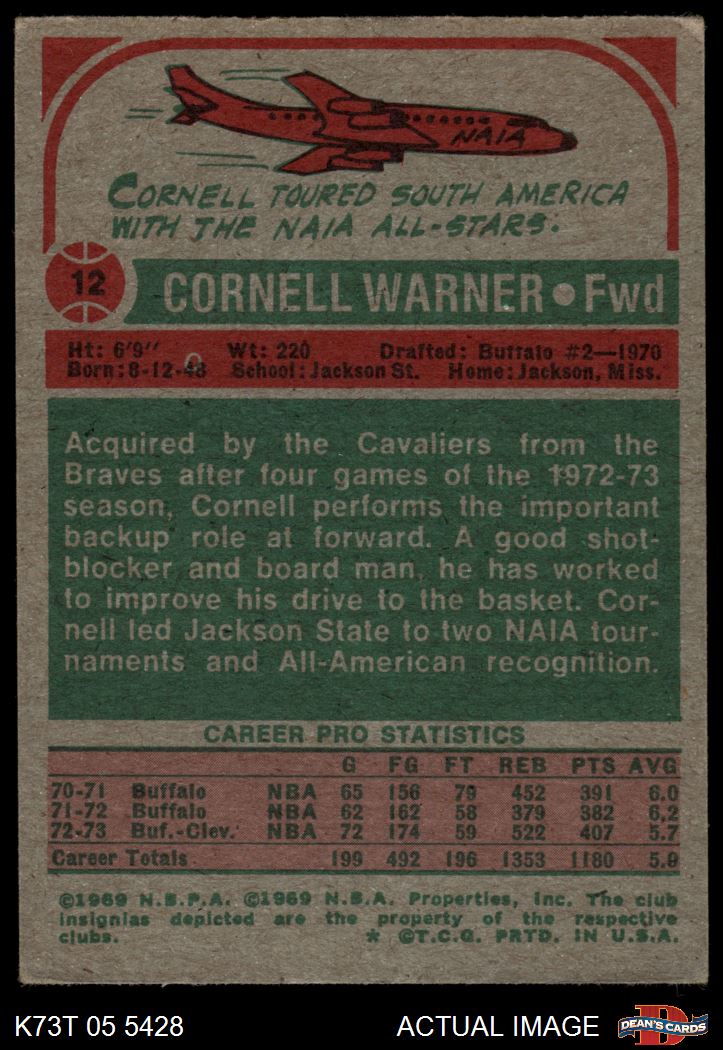 NAIA
CORNELL TOURED SOUTH AMERICA
WITH THE NAIA ALL-STARS.
12
CORNELL WARNER • Fwd
Ht: 6'9" Wt: 220 Drafted: Buffalo #2—1970
Born: 8-12-48 School: Jackson St. Home: Jackson, Miss.
Acquired by the Cavaliers from the
Braves after four games of the 1972-73
season, Cornell performs the important
backup role at forward. A good shot-
blocker and board man, he has worked
to improve his drive to the basket. Cor-
nell led Jackson State to two NAIA tour-
naments and All-American recognition.
CAREER PRO STATISTICS
G FG FT REB PTS AVG
70-71 Buffalo NBA 65 156 79 452 391 6.0
71-72 Buffalo NBA 62 162 58 379 382 6.2
72-73 Buf.-Clev. NBA 72 174 59 522 407 5.7
Career Totals 199 492 196 1353 1180 5.9
©1969 N.B.P.A. ©1969 N.B.A. Properties, Inc. The club
insignias depicted are the property of the respective
clubs. * ©T.C.G. PRTD. IN U.S.A.
K73T 05 5428 ACTUAL IMAGE D DEAN'S CARDS